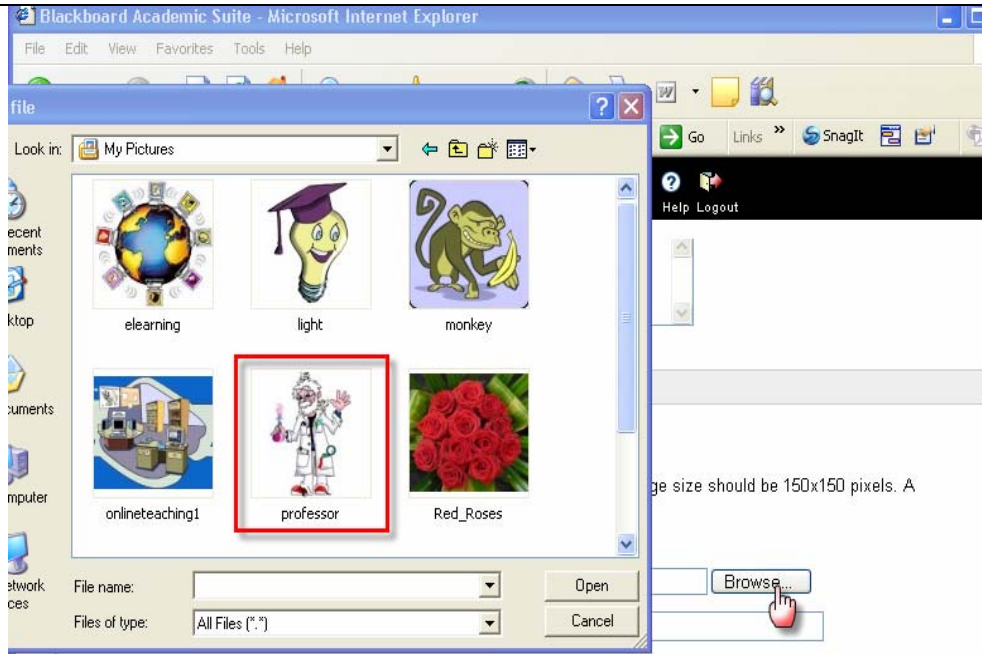 Blackboard Academic Suite - Microsoft Internet Explorer
File Edit View Favorites Tools Help
file
Look in: My Pictures
Go Links » SnagIt
Help Logout
ecent
ments
ktop
cuments
mputer
etwork
ces
elearning light monkey
onlineteaching1 professor Red_Roses
ge size should be 150x150 pixels. A
File name: Open
Browse...
Files of type: All Files (*.*) Cancel